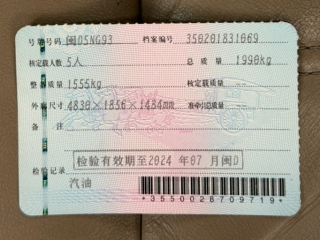 号牌号码 闽D5NG93 档案编号 350201831069
核定载人数 5人 总质量 1990kg
整备质量 1555kg 核定载质量
外廓尺寸 4830×1856×1484mm 准牵引总质量
备注
检验有效期至2024 年07 月闽D
检验记录
汽油
*3550028709719*